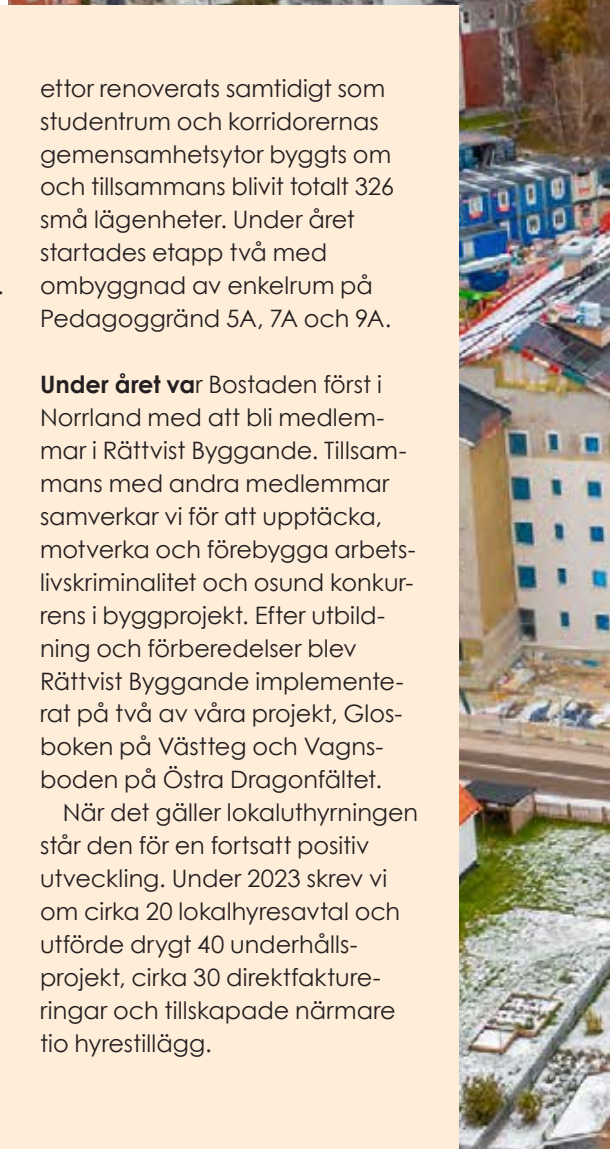 ettor renoverats samtidigt som
studentrum och korridorernas
gemensamhetsytor byggts om
och tillsammans blivit totalt 326
små lägenheter. Under året
startades etapp två med
ombyggnad av enkelrum på
Pedagoggränd 5A, 7A och 9A.
Under året var Bostaden först i
Norrland med att bli medlem-
mar i Rättvist Byggande. Tillsam-
mans med andra medlemmar
samverkar vi för att upptäcka,
motverka och förebygga arbets-
livskriminalitet och osund konkur-
rens i byggprojekt. Efter utbild-
ning och förberedelser blev
Rättvist Byggande implemente-
rat på två av våra projekt, Glos-
boken på Västteg och Vagns-
boden på Östra Dragonfältet.
När det gäller lokaluthyrningen
står den för en fortsatt positiv
utveckling. Under 2023 skrev vi
om cirka 20 lokalhyresavtal och
utförde drygt 40 underhålls-
projekt, cirka 30 direktfakture-
ringar och tillskapade närmare
tio hyrestillägg.